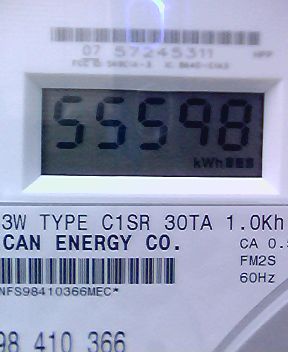 07 57245311
55598
kWh
3W TYPE C1SR 30TA 1.0Kh
CAN ENERGY CO.
CA 0.5
FM2S
60Hz
NFS98410366MEC*
98 410 366